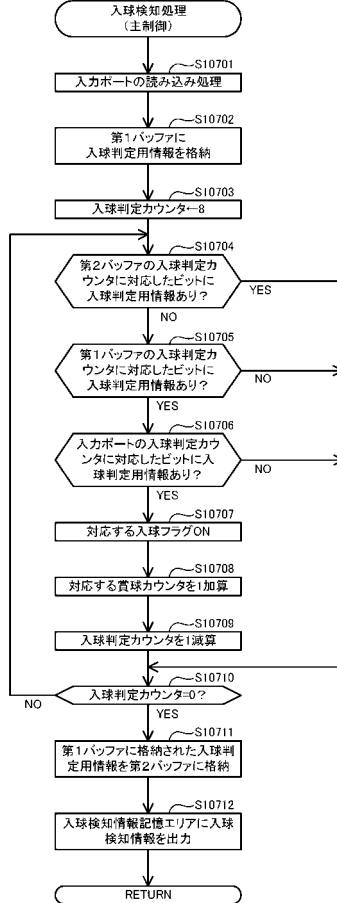 入球検知処理
（主制御）
S10701
入力ポートの読み込み処理
S10702
第1バッファに
入球判定用情報を格納
S10703
入球判定カウンタ←8
S10704
第2バッファの入球判定カ
ウンタに対応したビットに
入球判定用情報あり？
YES
NO
S10705
第1バッファの入球判定カ
ウンタに対応したビットに
入球判定用情報あり？
NO
YES
S10706
入力ポートの入球判定カウ
ンタに対応したビットに入
球判定用情報あり？
NO
YES
S10707
対応する入球フラグON
S10708
対応する賞球カウンタを1加算
S10709
入球判定カウンタを1減算
S10710
入球判定カウンタ=0？
NO
YES
S10711
第1バッファに格納された入球判
定用情報を第2バッファに格納
S10712
入球検知情報記憶エリアに入球
検知情報を出力
RETURN